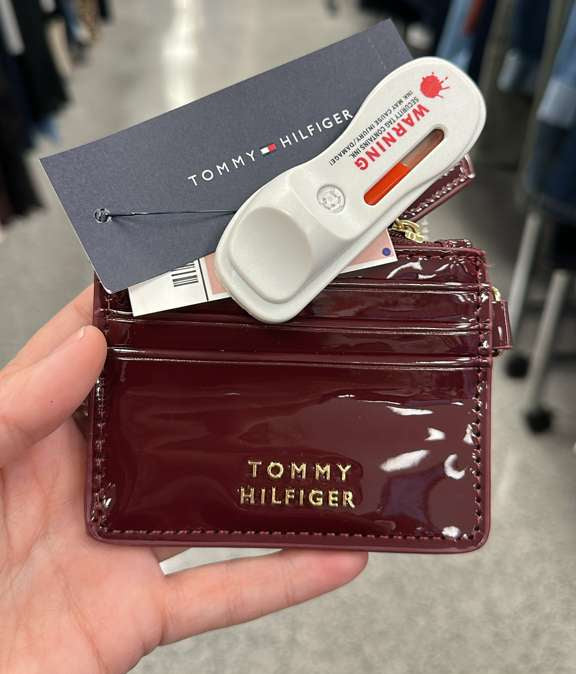 TOMMY HILFIGER
WARNING
SECURITY TAG CONTAINS INK.
INK MAY CAUSE INJURY/DAMAGE!
TOMMY
HILFIGER